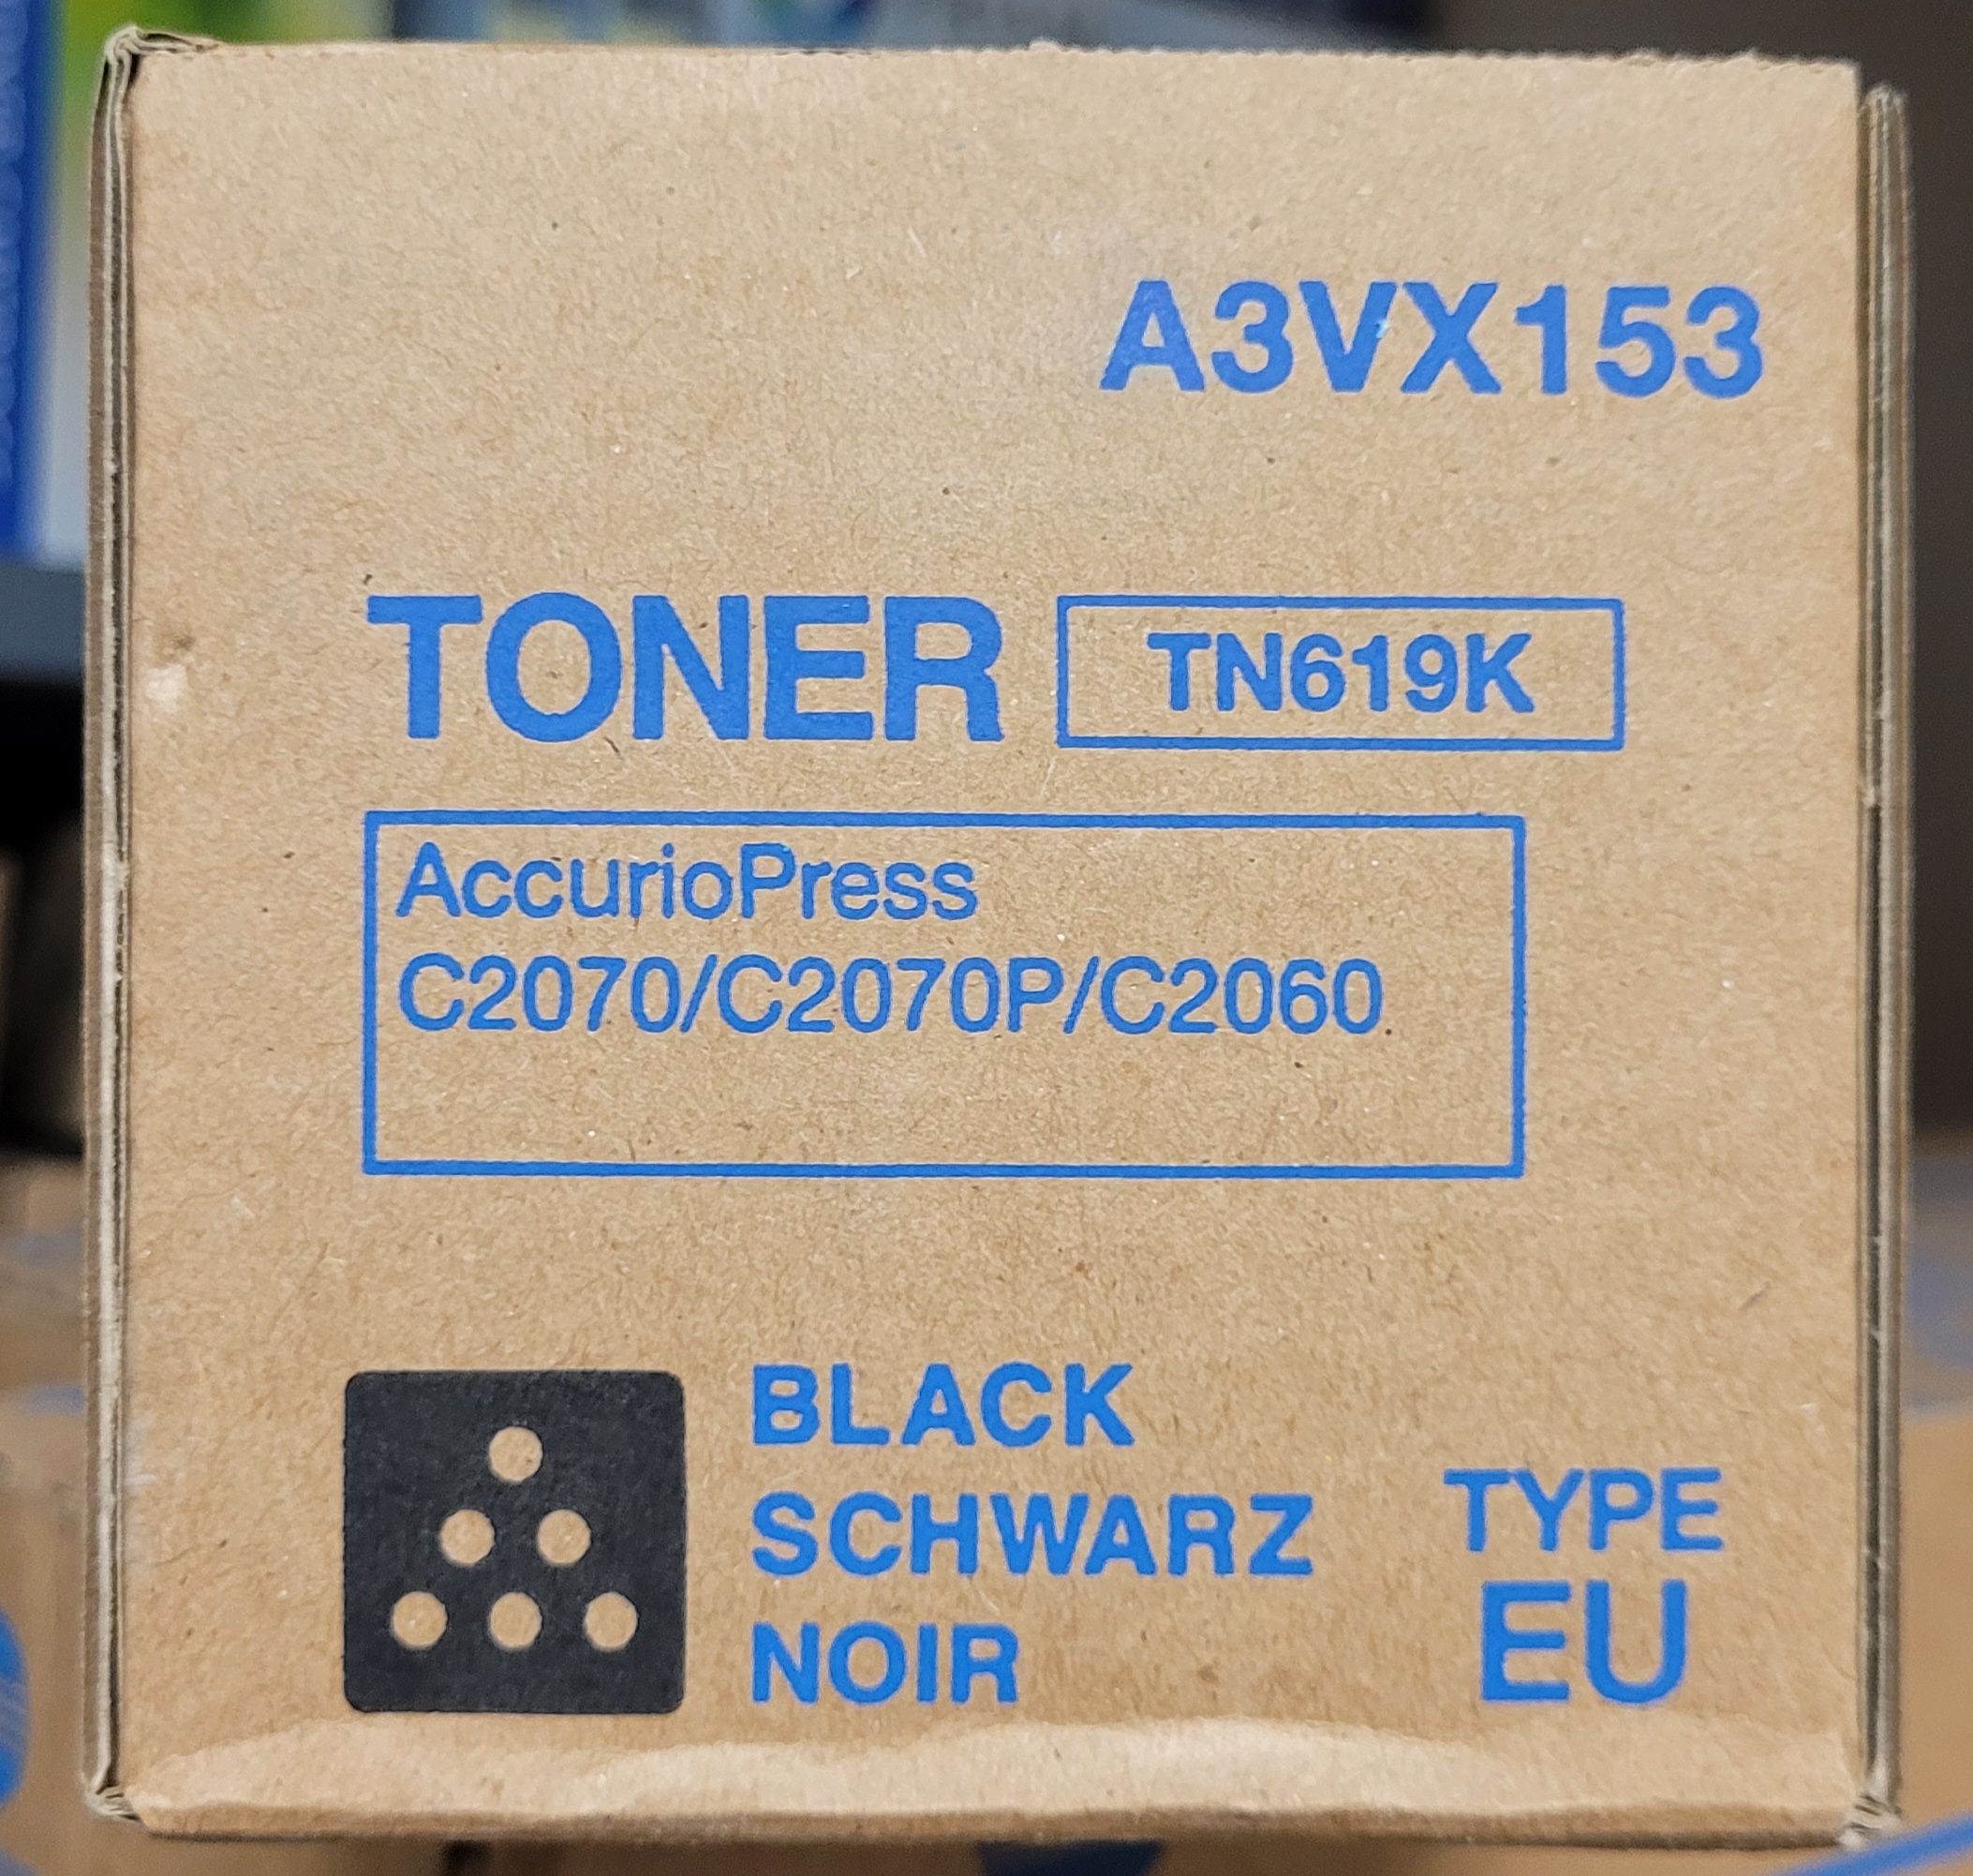 A3VX153
TONER TN619K
AccurioPress
C2070/C2070P/C2060
BLACK
SCHWARZ
NOIR
TYPE
EU